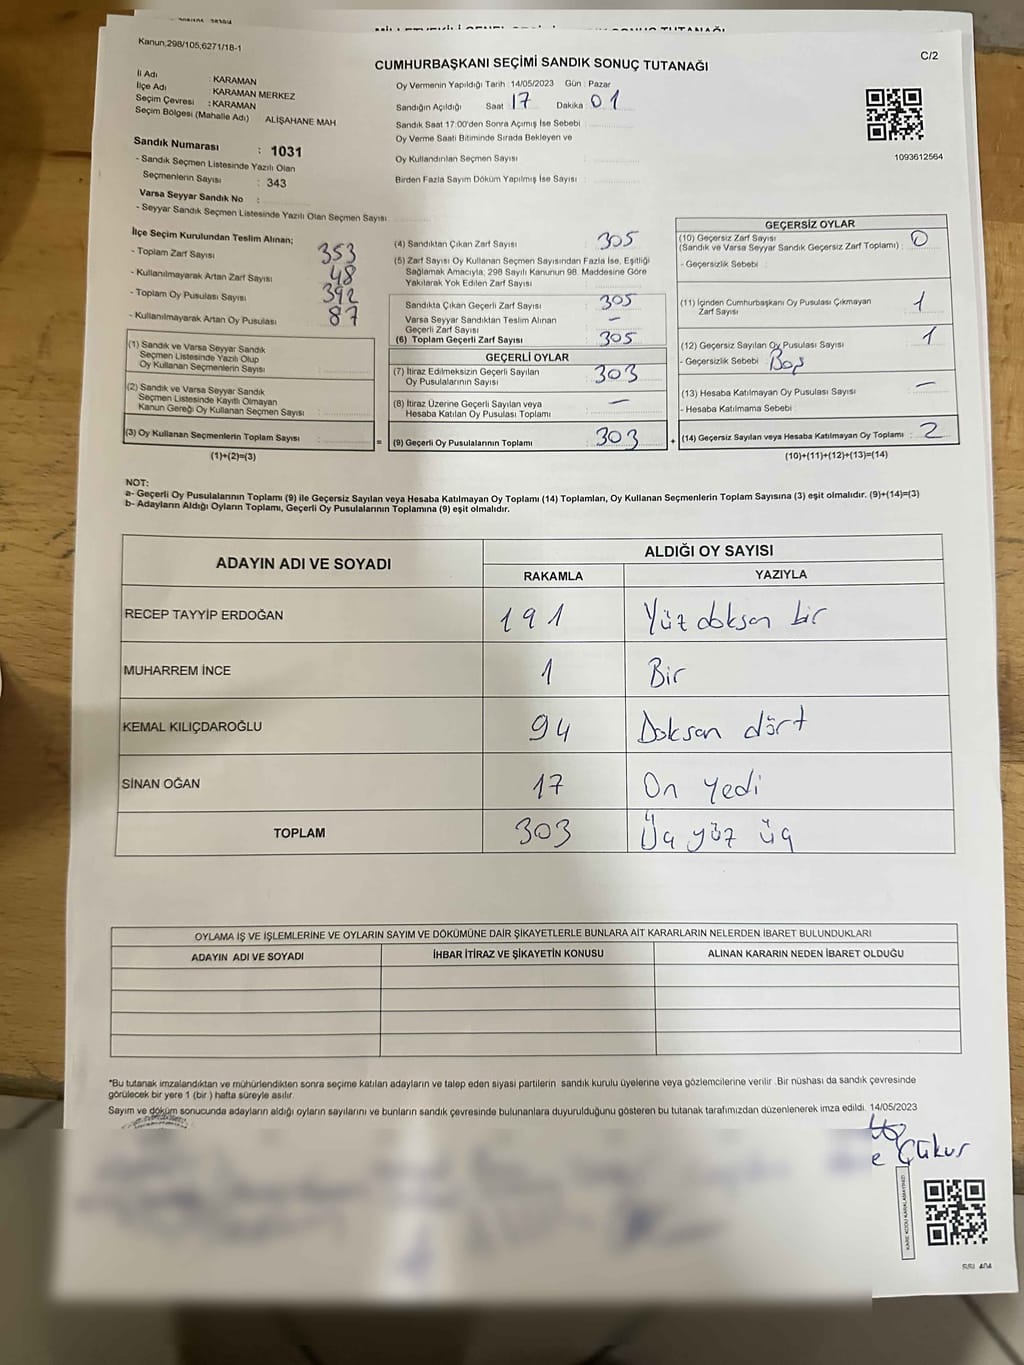 Kanun;298/105;6271/18-1
C/2
CUMHURBAŞKANI SEÇİMİ SANDIK SONUÇ TUTANAĞI
İl Adı : KARAMAN
İlçe Adı KARAMAN MERKEZ
Seçim Çevresi : KARAMAN
Seçim Bölgesi (Mahalle Adı) ALİŞAHANE MAH
Oy Vermenin Yapıldığı Tarih : 14/05/2023 Gün : Pazar
Sandığın Açıldığı Saat 17 Dakika 01
Sandık Saat 17:00'den Sonra Açımış İse Sebebi :
Oy Verme Saati Bitiminde Sırada Bekleyen ve
Oy Kullandırılan Seçmen Sayısı
Birden Fazla Sayım Döküm Yapılmış İse Sayısı :
1093612564
Sandık Numarası : 1031
- Sandık Seçmen Listesinde Yazılı Olan
Seçmenlerin Sayısı : 343
Varsa Seyyar Sandık No :
- Seyyar Sandık Seçmen Listesinde Yazılı Olan Seçmen Sayısı
İlçe Seçim Kurulundan Teslim Alınan;
- Toplam Zarf Sayısı 353
- Kullanılmayarak Artan Zarf Sayısı 48
- Toplam Oy Pusulası Sayısı 392
- Kullanılmayarak Artan Oy Pusulası 87
(1) Sandık ve Varsa Seyyar Sandık
Seçmen Listesinde Yazılı Olup
Oy Kullanan Seçmenlerin Sayısı
(2) Sandık ve Varsa Seyyar Sandık
Seçmen Listesinde Kayıtlı Olmayan
Kanun Gereği Oy Kullanan Seçmen Sayısı :
(3) Oy Kullanan Seçmenlerin Toplam Sayısı :
(1)+(2)=(3)
(4) Sandıktan Çıkan Zarf Sayısı : 305
(5) Zarf Sayısı Oy Kullanan Seçmen Sayısından Fazla İse, Eşitliği
Sağlamak Amacıyla; 298 Sayılı Kanunun 98. Maddesine Göre
Yakılarak Yok Edilen Zarf Sayısı :
Sandıkta Çıkan Geçerli Zarf Sayısı : 305
Varsa Seyyar Sandıktan Teslim Alınan
Geçerli Zarf Sayısı : –
(6) Toplam Geçerli Zarf Sayısı : 305
GEÇERLİ OYLAR
(7) İtiraz Edilmeksizin Geçerli Sayılan
Oy Pusulalarının Sayısı : 303
(8) İtiraz Üzerine Geçerli Sayılan veya
Hesaba Katılan Oy Pusulası Toplamı : –
= (9) Geçerli Oy Pusulalarının Toplamı : 303
GEÇERSİZ OYLAR
(10) Geçersiz Zarf Sayısı
(Sandık ve Varsa Seyyar Sandık Geçersiz Zarf Toplamı) : 0
- Geçersizlik Sebebi :
(11) İçinden Cumhurbaşkanı Oy Pusulası Çıkmayan
Zarf Sayısı : 1
(12) Geçersiz Sayılan Oy Pusulası Sayısı : 1
- Geçersizlik Sebebi : Boş
(13) Hesaba Katılmayan Oy Pusulası Sayısı : –
- Hesaba Katılmama Sebebi :
+ (14) Geçersiz Sayılan veya Hesaba Katılmayan Oy Toplamı : 2
(10)+(11)+(12)+(13)=(14)
NOT:
a- Geçerli Oy Pusulalarının Toplamı (9) ile Geçersiz Sayılan veya Hesaba Katılmayan Oy Toplamı (14) Toplamları, Oy Kullanan Seçmenlerin Toplam Sayısına (3) eşit olmalıdır. (9)+(14)=(3)
b- Adayların Aldığı Oyların Toplamı, Geçerli Oy Pusulalarının Toplamına (9) eşit olmalıdır.
ADAYIN ADI VE SOYADI
ALDIĞI OY SAYISI
RAKAMLA YAZIYLA
RECEP TAYYİP ERDOĞAN 191 Yüz doksan bir
MUHARREM İNCE 1 Bir
KEMAL KILIÇDAROĞLU 94 Doksan dört
SİNAN OĞAN 17 On yedi
TOPLAM 303 Üç yüz üç
OYLAMA İŞ VE İŞLEMLERİNE VE OYLARIN SAYIM VE DÖKÜMÜNE DAİR ŞİKAYETLERLE BUNLARA AİT KARARLARIN NELERDEN İBARET BULUNDUKLARI
ADAYIN ADI VE SOYADI İHBAR İTİRAZ VE ŞİKAYETİN KONUSU ALINAN KARARIN NEDEN İBARET OLDUĞU
*Bu tutanak imzalandıktan ve mühürlendikten sonra seçime katılan adayların ve talep eden siyasi partilerin sandık kurulu üyelerine veya gözlemcilerine verilir .Bir nüshası da sandık çevresinde
görülecek bir yere 1 (bir ) hafta süreyle asılır.
Sayım ve döküm sonucunda adayların aldığı oyların sayılarını ve bunların sandık çevresinde bulunanlara duyurulduğunu gösteren bu tutanak tarafımızdan düzenlenerek imza edildi. 14/05/2023
e Çukur
KARE KODU KARALAMAYINIZ!